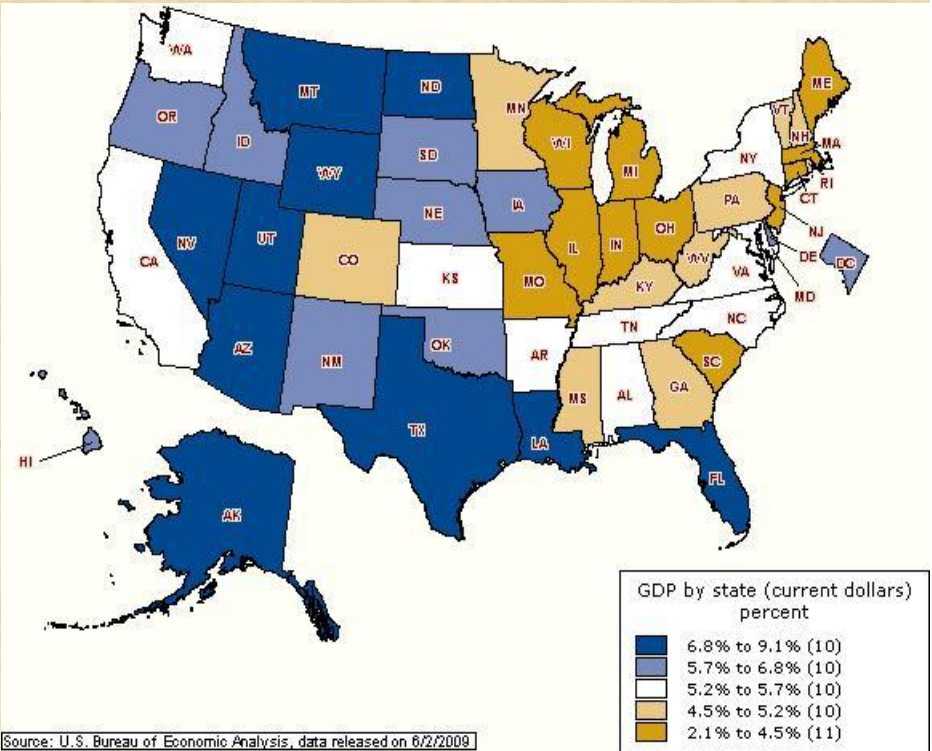 WA
MT
ND
MN
ME
VT
NH
MA
OR
ID
SD
WI
MI
NY
RI
CT
WY
NE
IA
PA
NJ
NV
UT
CO
IL
IN
OH
DE
DC
CA
KS
MO
WV
VA
KY
MD
AZ
NM
OK
AR
TN
NC
SC
MS
AL
GA
TX
LA
HI
FL
AK
GDP by state (current dollars)
percent
6.8% to 9.1% (10)
5.7% to 6.8% (10)
5.2% to 5.7% (10)
4.5% to 5.2% (10)
2.1% to 4.5% (11)
Source: U.S. Bureau of Economic Analysis, data released on 6/2/2009